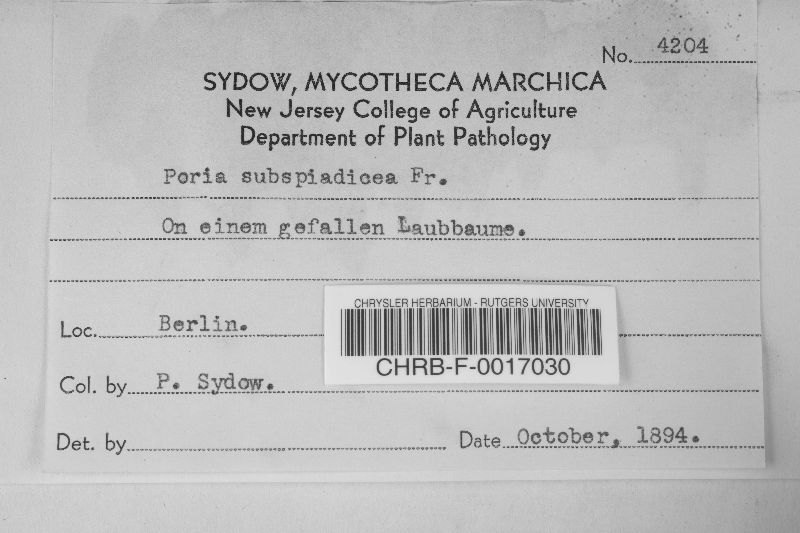 No. 4204
SYDOW, MYCOTHECA MARCHICA
New Jersey College of Agriculture
Department of Plant Pathology
Poria subspiadicea Fr.
On einem gefallen Laubbaume.
Loc. Berlin.
CHRYSLER HERBARIUM - RUTGERS UNIVERSITY
CHRB-F-0017030
Col. by P. Sydow.
Det. by
Date October, 1894.